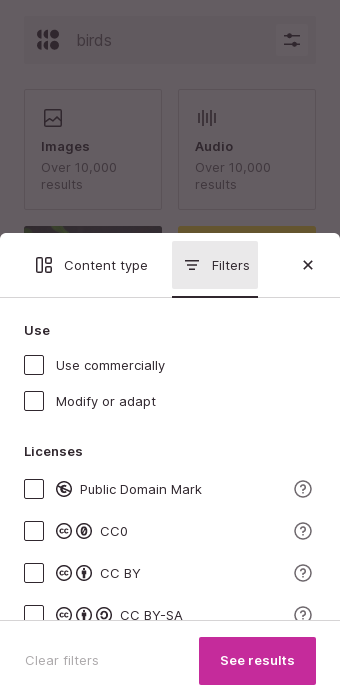 birds
Images
Audio
Over 10,000
results
Over 10,000
results
Content type
Filters
Use
Use commercially
Modify or adapt
Licenses
Public Domain Mark
CC0
CC BY
CC BY-SA
Clear filters
See results